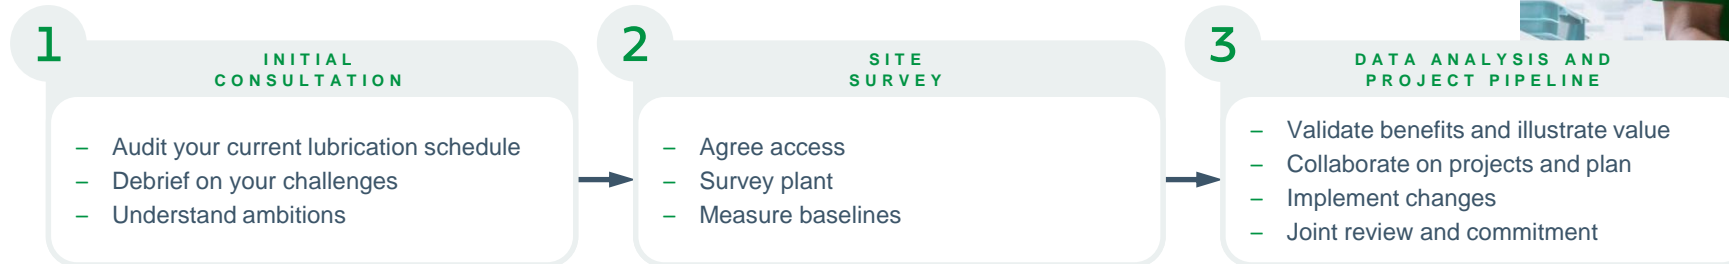 1
INITIAL
CONSULTATION
– Audit your current lubrication schedule
– Debrief on your challenges
– Understand ambitions
2
SITE
SURVEY
– Agree access
– Survey plant
– Measure baselines
3
DATA ANALYSIS AND
PROJECT PIPELINE
– Validate benefits and illustrate value
– Collaborate on projects and plan
– Implement changes
– Joint review and commitment